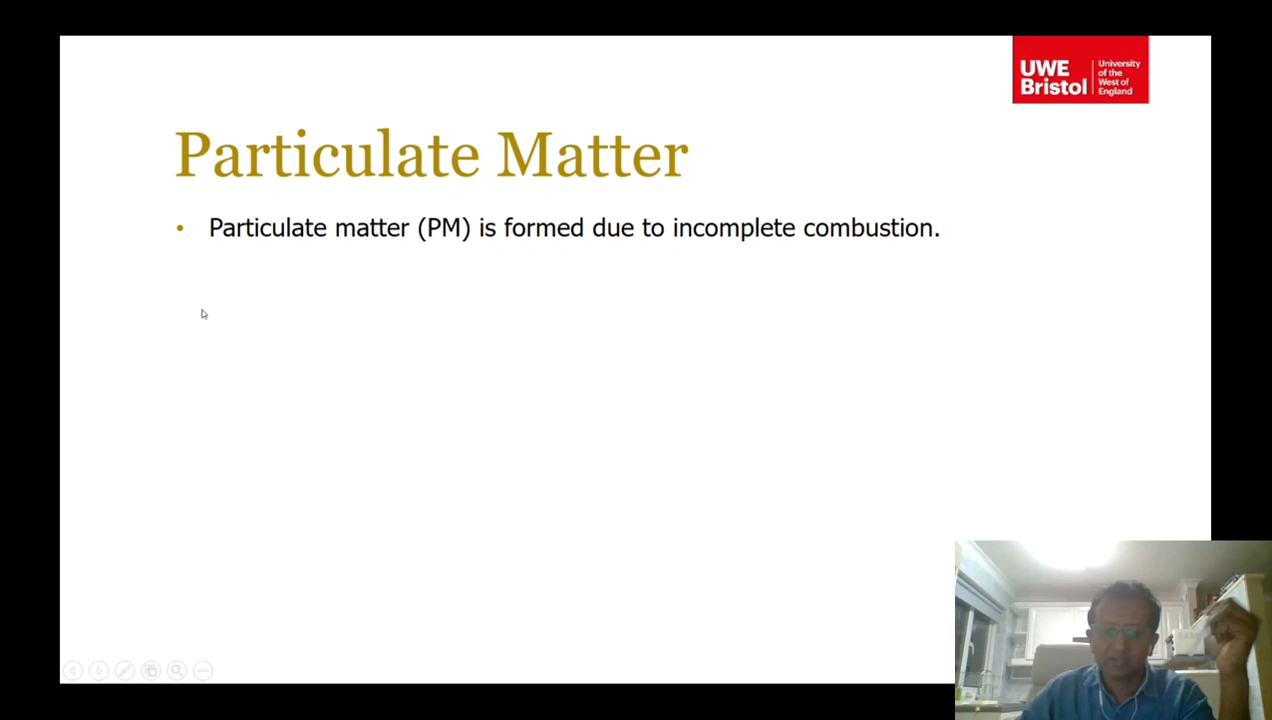 UWE
Bristol
University
of the
West of
England
Particulate Matter
• Particulate matter (PM) is formed due to incomplete combustion.